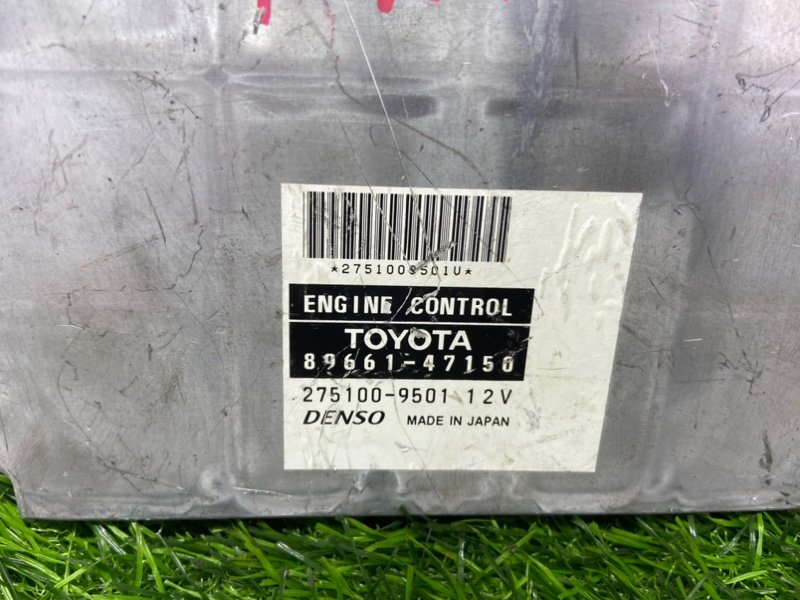 *2751009501U*
ENGINE CONTROL
TOYOTA
89661-47150
275100-9501 12V
DENSO MADE IN JAPAN